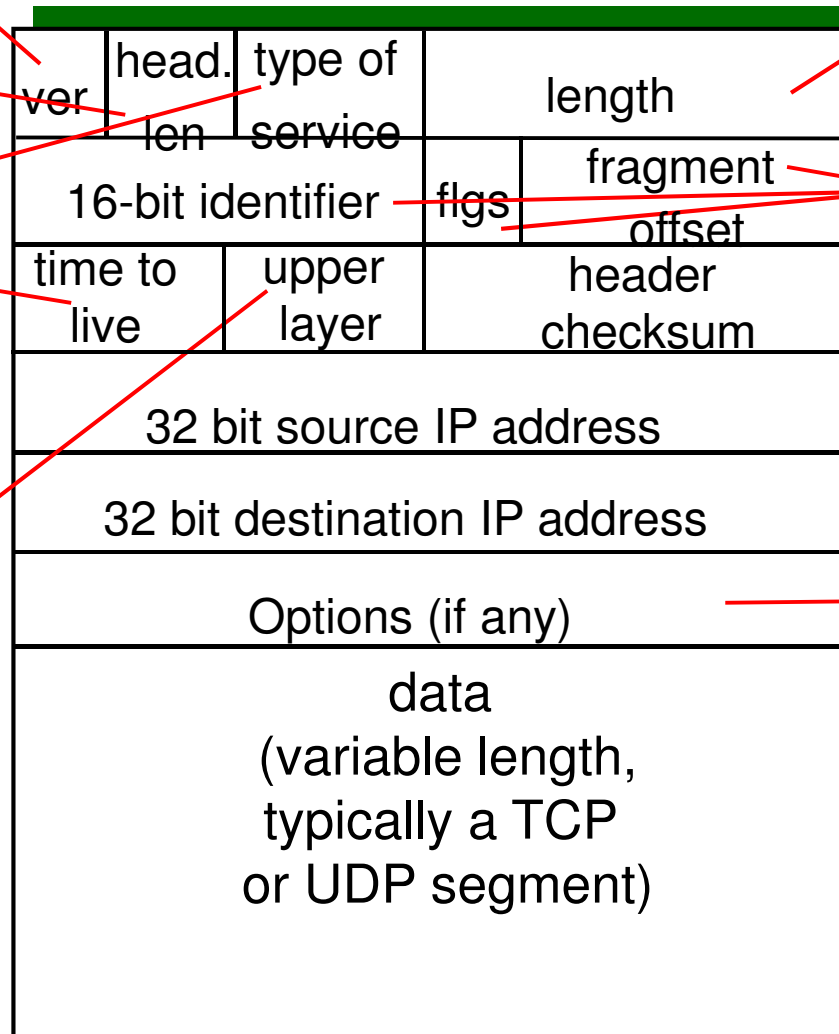 ver
head.
len
type of
service
length
16-bit identifier
flgs
fragment
offset
time to
live
upper
layer
header
checksum
32 bit source IP address
32 bit destination IP address
Options (if any)
data
(variable length,
typically a TCP
or UDP segment)